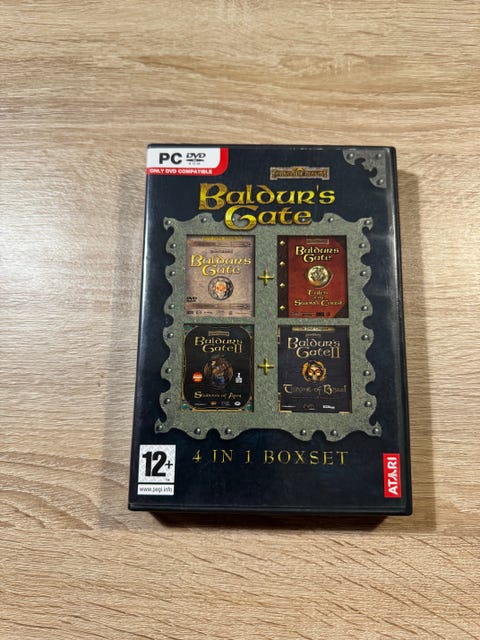 PC DVD
ROM
ONLY DVD COMPATIBLE
Baldur's
Gate
Baldur's
Gate
Baldur's
Gate
Tales
of the
Sword Coast
Baldur's
Gate II
Shadows of Amn
Baldur's
Gate II
Throne of Bhaal
4 IN 1 BOXSET
12+
www.pegi.info
ATARI